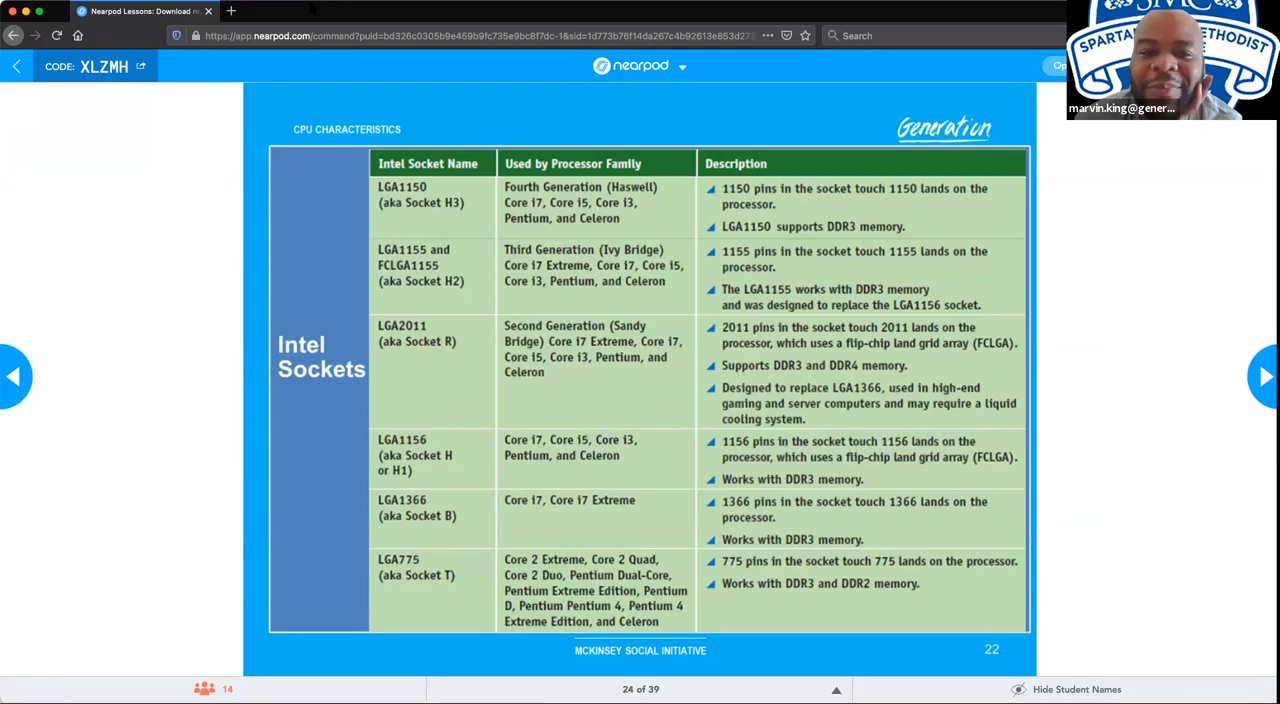 Nearpod Lessons: Download re
https://app.nearpod.com/command?puid=bd326c0305b9e459b9fc735e9bc8f7dc-1&sid=1d773b76f14da267c4b92613e853d273
Search
SMC
SPARTA
METHODIST
marvin.king@gener...
CODE: XLZMH
nearpod
Op
CPU CHARACTERISTICS
Generation
Intel Socket Name
Used by Processor Family
Description
Intel
Sockets
LGA1150
(aka Socket H3)
Fourth Generation (Haswell)
Core i7, Core i5, Core i3,
Pentium, and Celeron
1150 pins in the socket touch 1150 lands on the
processor.
LGA1150 supports DDR3 memory.
LGA1155 and
FCLGA1155
(aka Socket H2)
Third Generation (Ivy Bridge)
Core i7 Extreme, Core i7, Core i5,
Core i3, Pentium, and Celeron
1155 pins in the socket touch 1155 lands on the
processor.
The LGA1155 works with DDR3 memory
and was designed to replace the LGA1156 socket.
LGA2011
(aka Socket R)
Second Generation (Sandy
Bridge) Core i7 Extreme, Core i7,
Core i5, Core i3, Pentium, and
Celeron
2011 pins in the socket touch 2011 lands on the
processor, which uses a flip-chip land grid array (FCLGA).
Supports DDR3 and DDR4 memory.
Designed to replace LGA1366, used in high-end
gaming and server computers and may require a liquid
cooling system.
LGA1156
(aka Socket H
or H1)
Core i7, Core i5, Core i3,
Pentium, and Celeron
1156 pins in the socket touch 1156 lands on the
processor, which uses a flip-chip land grid array (FCLGA).
Works with DDR3 memory.
LGA1366
(aka Socket B)
Core i7, Core i7 Extreme
1366 pins in the socket touch 1366 lands on the
processor.
Works with DDR3 memory.
LGA775
(aka Socket T)
Core 2 Extreme, Core 2 Quad,
Core 2 Duo, Pentium Dual-Core,
Pentium Extreme Edition, Pentium
D, Pentium Pentium 4, Pentium 4
Extreme Edition, and Celeron
775 pins in the socket touch 775 lands on the processor.
Works with DDR3 and DDR2 memory.
MCKINSEY SOCIAL INITIATIVE
22
14
24 of 39
Hide Student Names